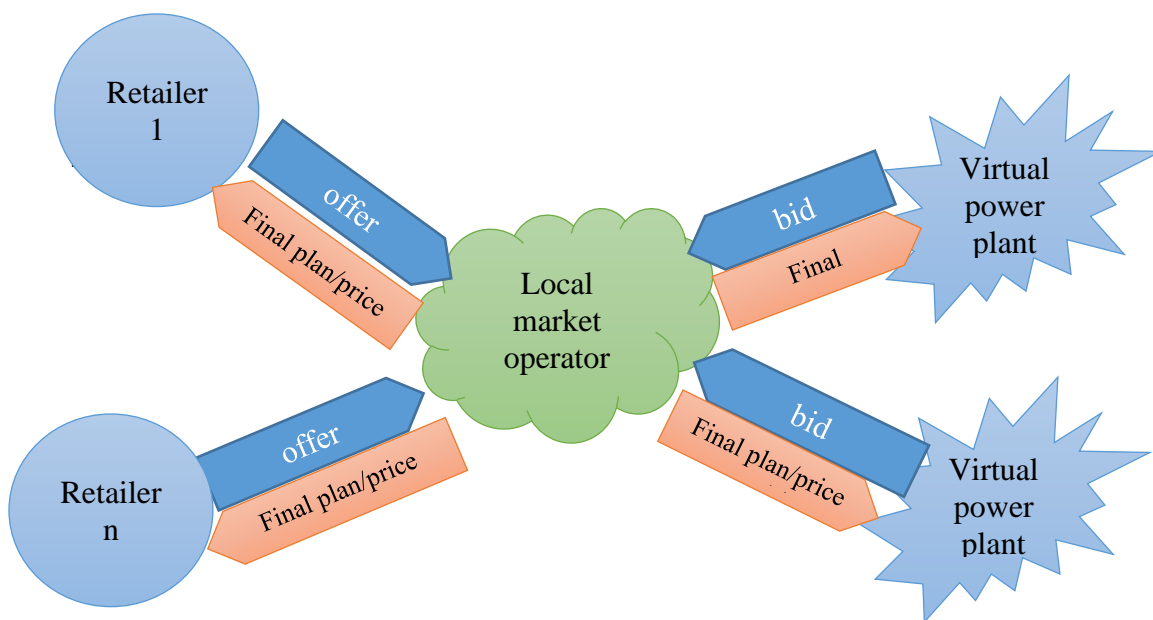 Retailer
1
offer
Final plan/price
Local
market
operator
bid
Final
Virtual
power
plant
Retailer
n
offer
Final plan/price
bid
Final plan/price
Virtual
power
plant